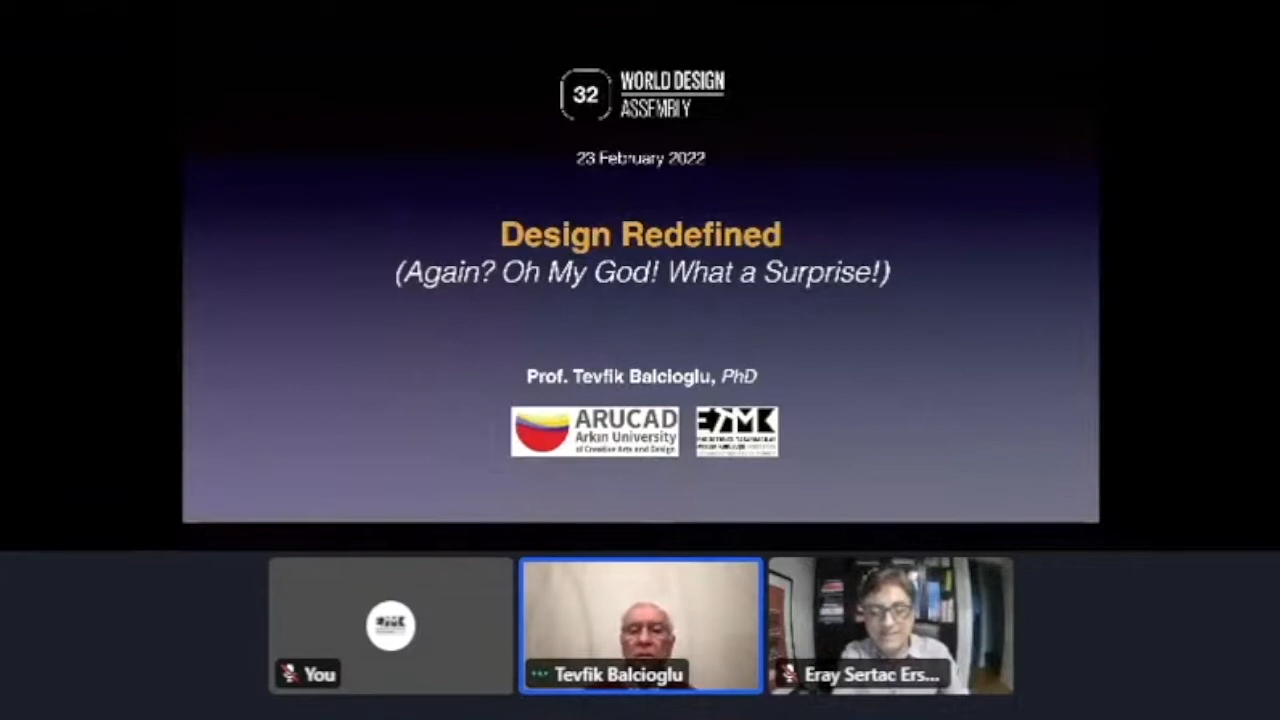 32
WORLD DESIGN
ASSEMBLY
23 February 2022
Design Redefined
(Again? Oh My God! What a Surprise!)
Prof. Tevfik Balcioglu, PhD
ARUCAD
Arkın University
of Creative Arts and Design
ETMK
You
Tevfik Balcioglu
Eray Sertac Ers...